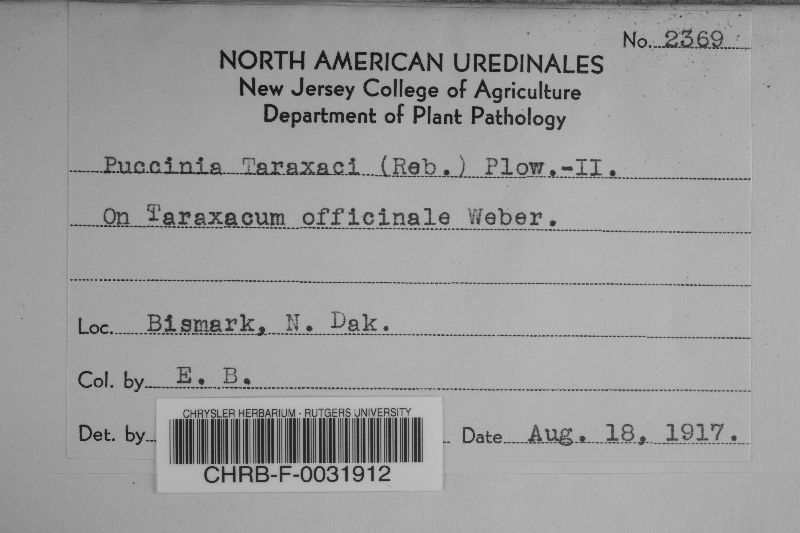 No. 2369
NORTH AMERICAN UREDINALES
New Jersey College of Agriculture
Department of Plant Pathology
Puccinia Taraxaci (Reb.) Plow.-II.
On Taraxacum officinale Weber.
Loc. Bismark, N. Dak.
Col. by E. B.
Det. by Date Aug. 18, 1917.
CHRYSLER HERBARIUM - RUTGERS UNIVERSITY
CHRB-F-0031912